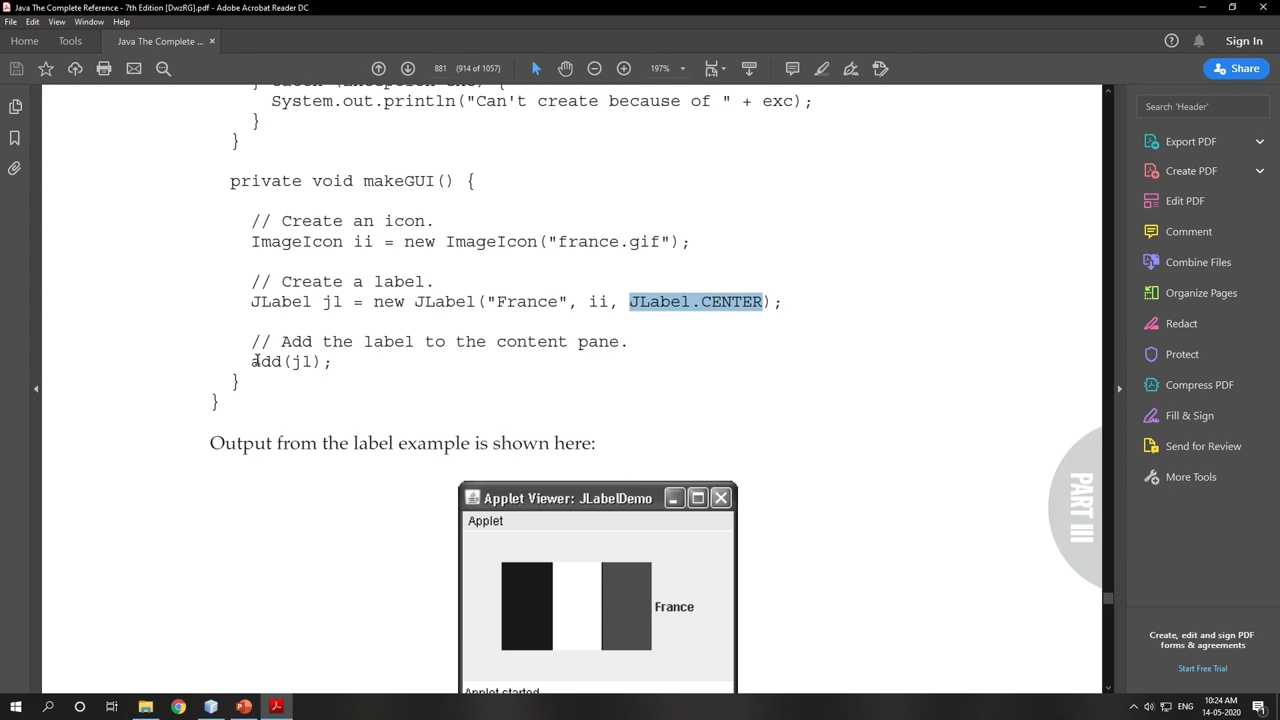 Java The Complete Reference - 7th Edition [DwzRG].pdf - Adobe Acrobat Reader DC
File Edit View Window Help
Home Tools Java The Complete ... × Sign In
881 (914 of 1057) 197% Share
System.out.println("Can't create because of " + exc);
}
}
private void makeGUI() {
// Create an icon.
ImageIcon ii = new ImageIcon("france.gif");
// Create a label.
JLabel jl = new JLabel("France", ii, JLabel.CENTER);
// Add the label to the content pane.
add(jl);
}
}
Output from the label example is shown here:
Applet Viewer: JLabelDemo
Applet
France
Applet started.
PART III
Search 'Header'
Export PDF
Create PDF
Edit PDF
Comment
Combine Files
Organize Pages
Redact
Protect
Compress PDF
Fill & Sign
Send for Review
More Tools
Create, edit and sign PDF
forms & agreements
Start Free Trial
ENG
10:24 AM
14-05-2020